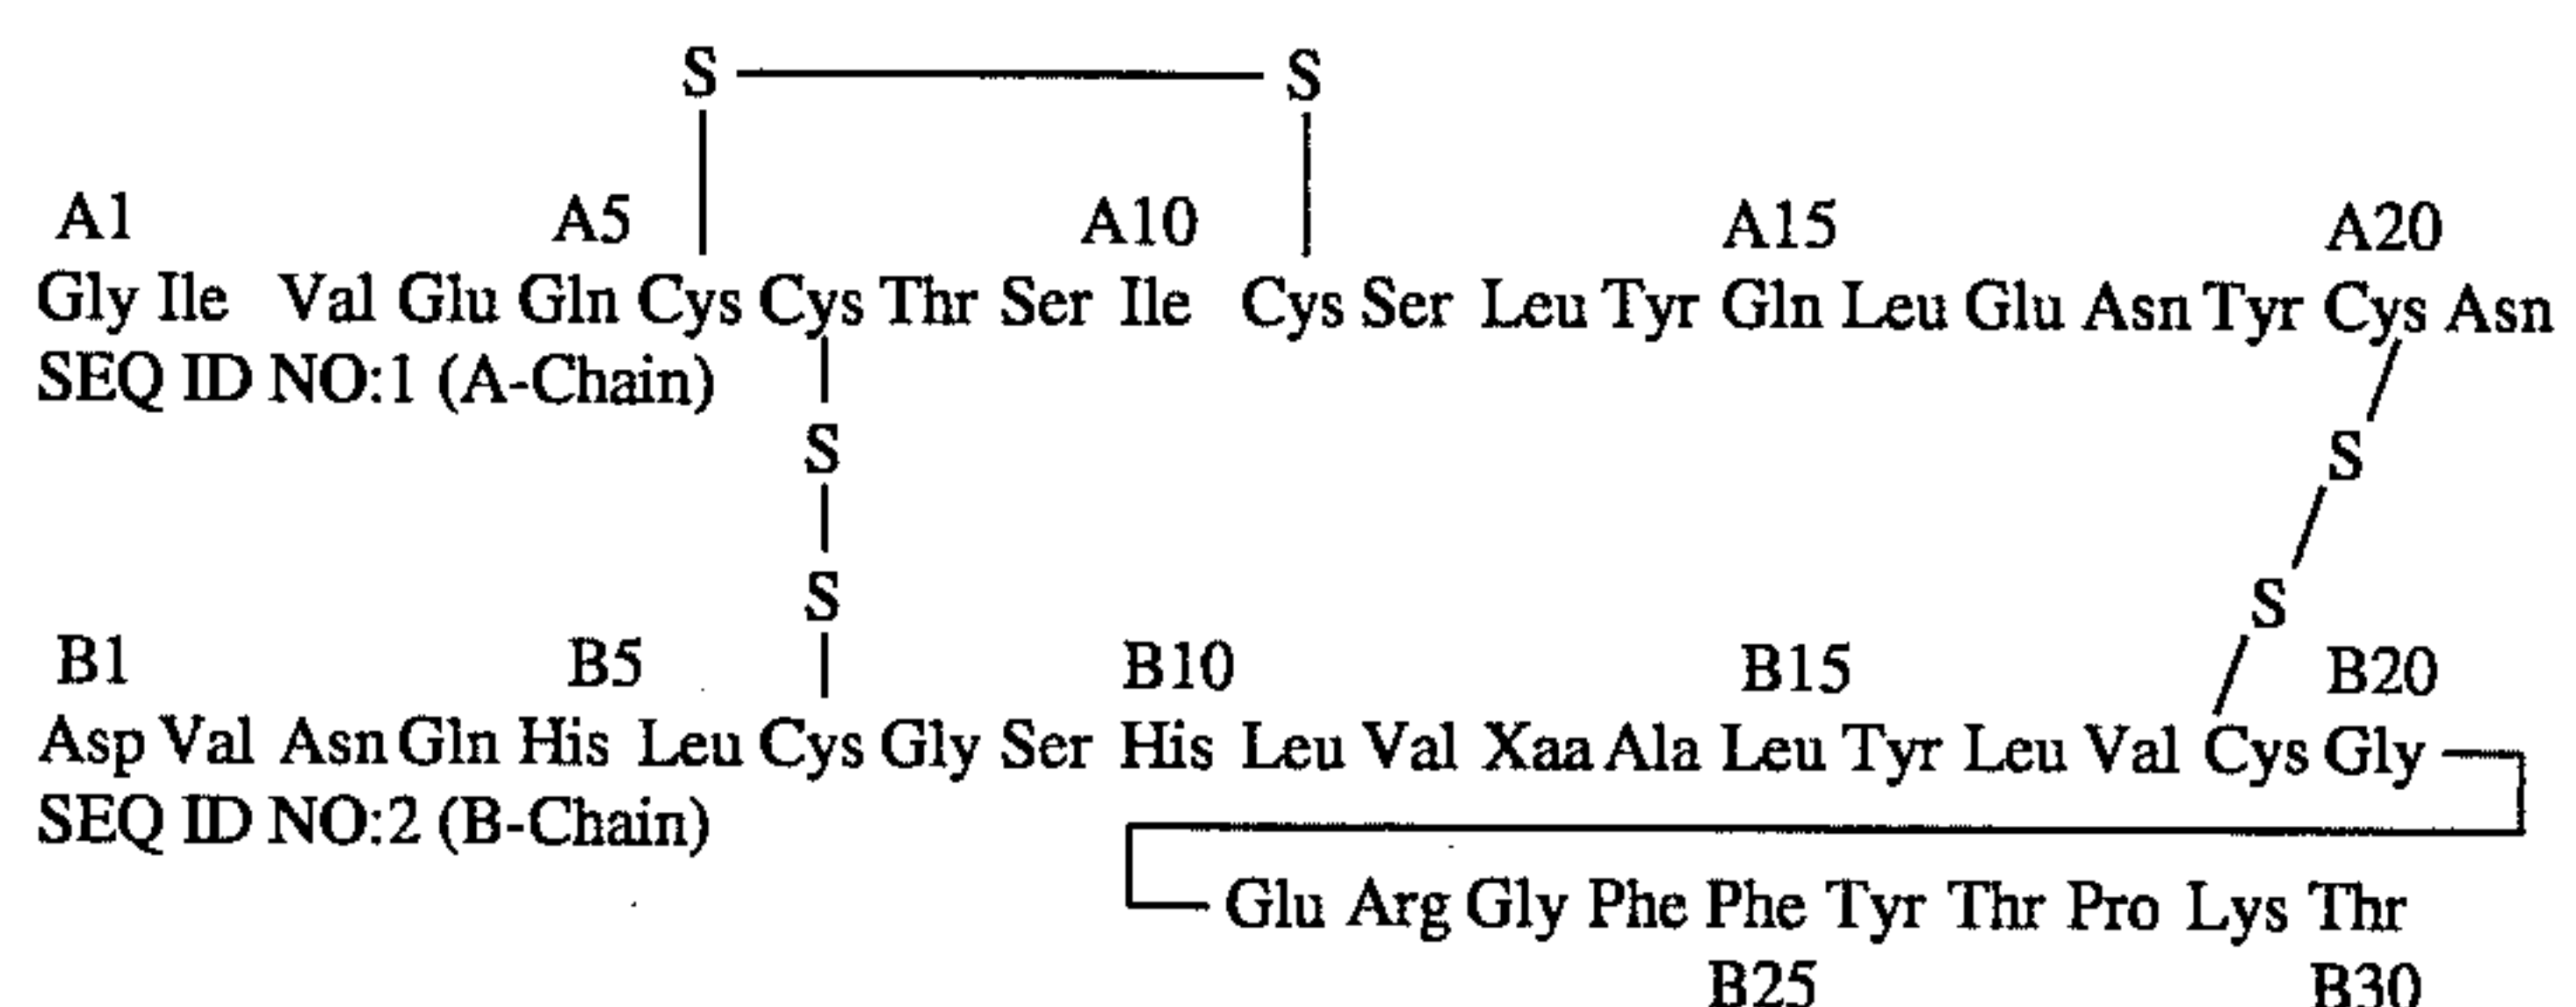 S S
A1 A5 A10 A15 A20
Gly Ile Val Glu Gln Cys Cys Thr Ser Ile Cys Ser Leu Tyr Gln Leu Glu Asn Tyr Cys Asn
SEQ ID NO:1 (A-Chain)
S
S
S
S
B1 B5 B10 B15 B20
Asp Val Asn Gln His Leu Cys Gly Ser His Leu Val Xaa Ala Leu Tyr Leu Val Cys Gly
SEQ ID NO:2 (B-Chain)
Glu Arg Gly Phe Phe Tyr Thr Pro Lys Thr
B25 B30